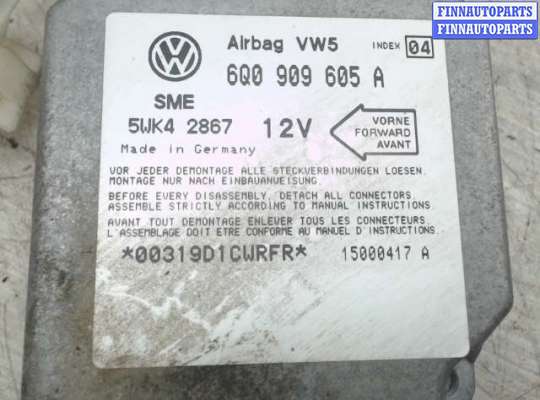 FINNAUTOPARTS
FINNAUTOPARTS
Airbag VW5 INDEX 04
6Q0 909 605 A
SME
5WK4 2867 12V
VORNE
FORWARD
AVANT
Made in Germany
VOR JEDER DEMONTAGE ALLE STECKVERBINDUNGEN LOESEN.
MONTAGE NUR NACH EINBAUANWEISUNG.
BEFORE EVERY DISASSEMBLY, DETACH ALL CONNECTORS.
ASSEMBLE STRICTLY ACCORDING TO MANUAL INSTRUCTIONS.
AVANT TOUT DEMONTAGE ENLEVER TOUS LES CONNECTEURS.
L'ASSEMBLAGE DOIT ETRE CONFORME AU MANUEL D'INSTRUCTIONS.
*00319D1CWRFR* 15000417 A